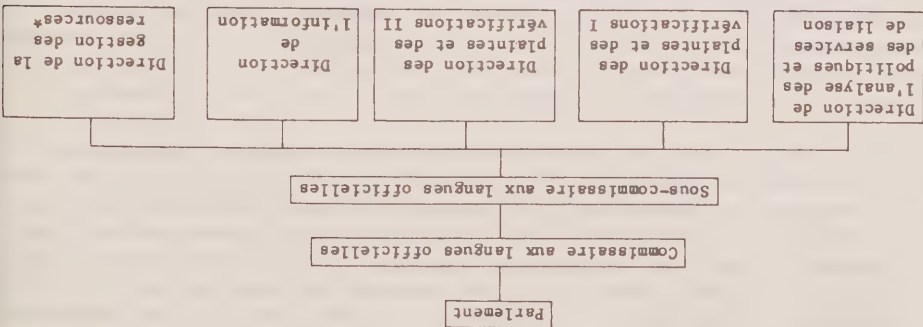 Parlement
Commissaire aux langues officielles
Sous-commissaire aux langues officielles
Direction de
l'analyse des
politiques et
des services
de liaison
Direction des
plaintes et des
vérifications I
Direction des
plaintes et des
vérifications II
Direction
de
l'information
Direction de la
gestion des
ressources*